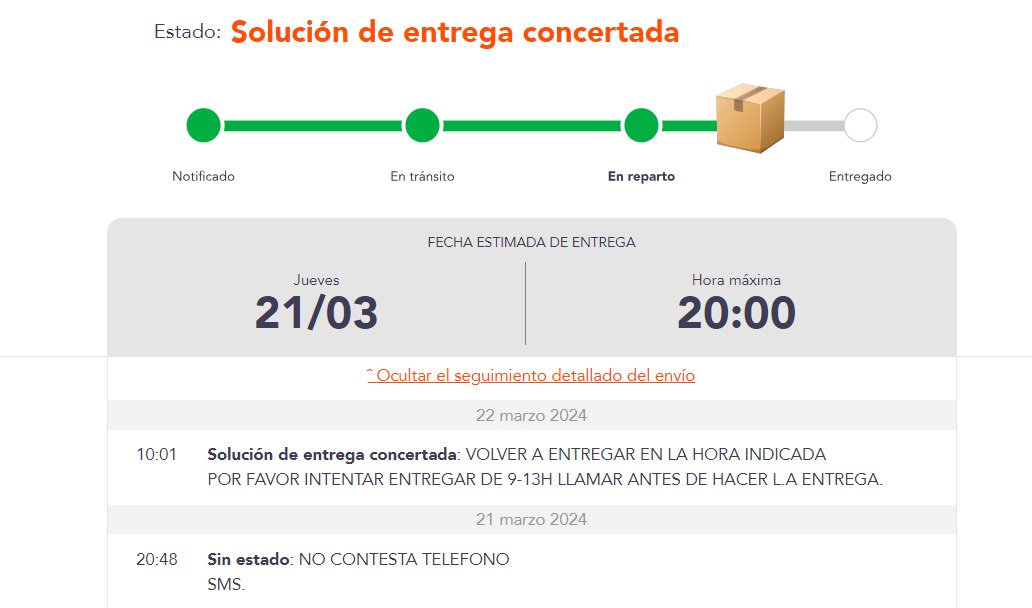 Estado: Solución de entrega concertada
Notificado
En tránsito
En reparto
Entregado
FECHA ESTIMADA DE ENTREGA
Jueves
21/03
Hora máxima
20:00
ˆ Ocultar el seguimiento detallado del envío
22 marzo 2024
10:01 Solución de entrega concertada: VOLVER A ENTREGAR EN LA HORA INDICADA
POR FAVOR INTENTAR ENTREGAR DE 9-13H LLAMAR ANTES DE HACER L.A ENTREGA.
21 marzo 2024
20:48 Sin estado: NO CONTESTA TELEFONO
SMS.